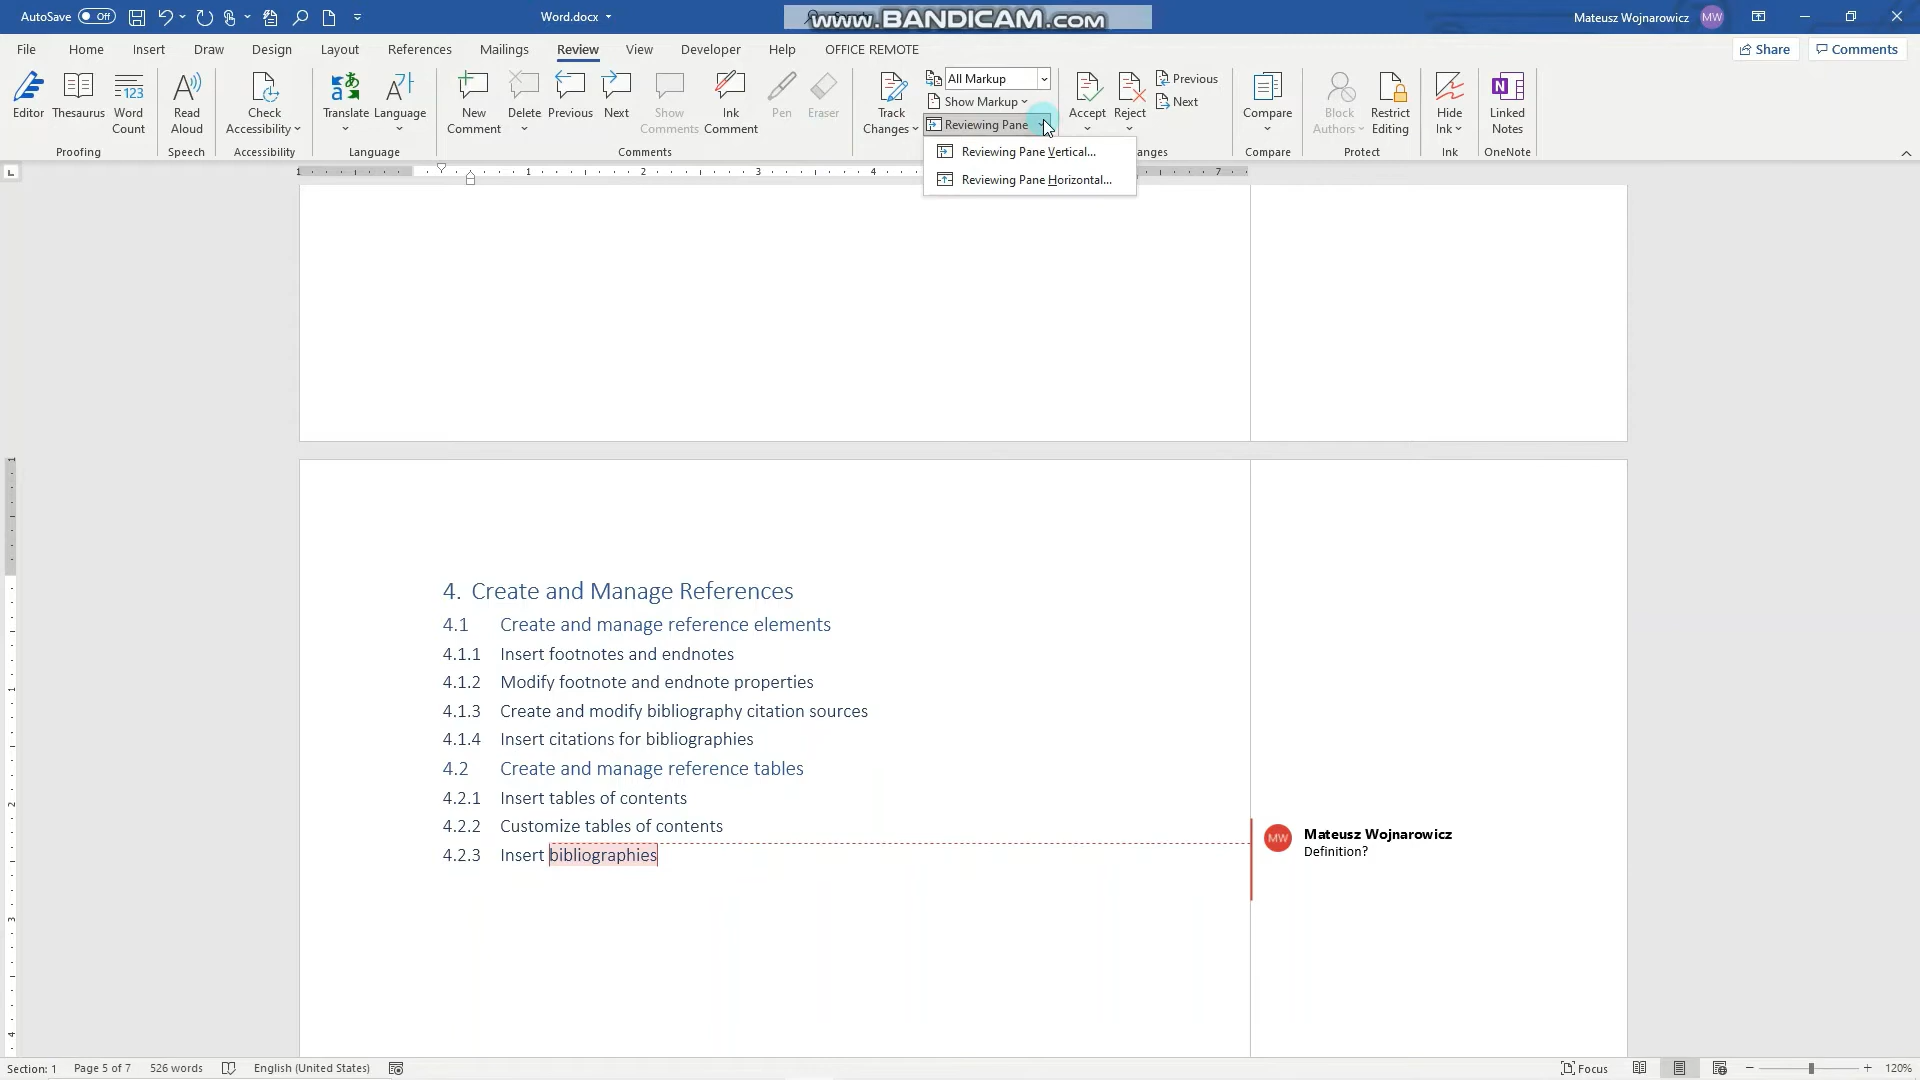 AutoSave Off Word.docx www.BANDICAM.com Mateusz Wojnarowicz MW
File Home Insert Draw Design Layout References Mailings Review View Developer Help OFFICE REMOTE Share Comments
Editor
Thesaurus
Word Count
Proofing
Read Aloud
Speech
Check Accessibility
Accessibility
Translate
Language
Language
New Comment
Delete
Previous
Next
Show Comments
Ink Comment
Pen
Eraser
Comments
Track Changes
All Markup
Show Markup
Reviewing Pane
Reviewing Pane Vertical...
Reviewing Pane Horizontal...
Accept
Reject
Previous
Next
anges
Compare
Compare
Block Authors
Restrict Editing
Protect
Hide Ink
Ink
Linked Notes
OneNote
1 1 2 3 4 7
4. Create and Manage References
4.1 Create and manage reference elements
4.1.1 Insert footnotes and endnotes
4.1.2 Modify footnote and endnote properties
4.1.3 Create and modify bibliography citation sources
4.1.4 Insert citations for bibliographies
4.2 Create and manage reference tables
4.2.1 Insert tables of contents
4.2.2 Customize tables of contents
4.2.3 Insert bibliographies
MW Mateusz Wojnarowicz
Definition?
Section: 1 Page 5 of 7 526 words English (United States) Focus 120%